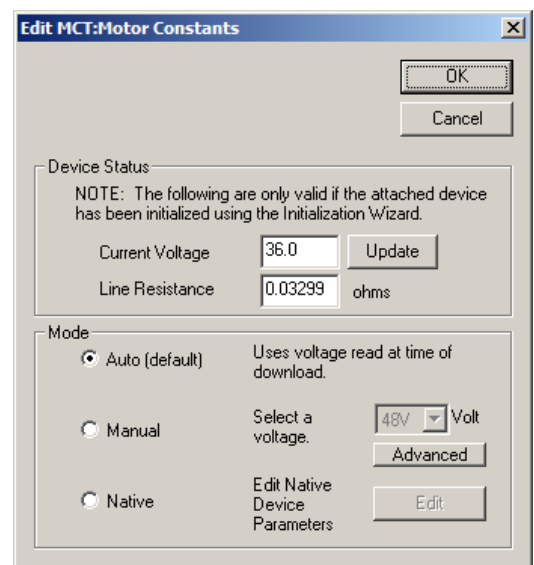 Edit MCT:Motor Constants
OK
Cancel
Device Status
NOTE: The following are only valid if the attached device
has been initialized using the Initialization Wizard.
Current Voltage 36.0 Update
Line Resistance 0.03299 ohms
Mode
Auto (default) Uses voltage read at time of
download.
Manual Select a
voltage. 48V Volt
Advanced
Native Edit Native
Device
Parameters Edit